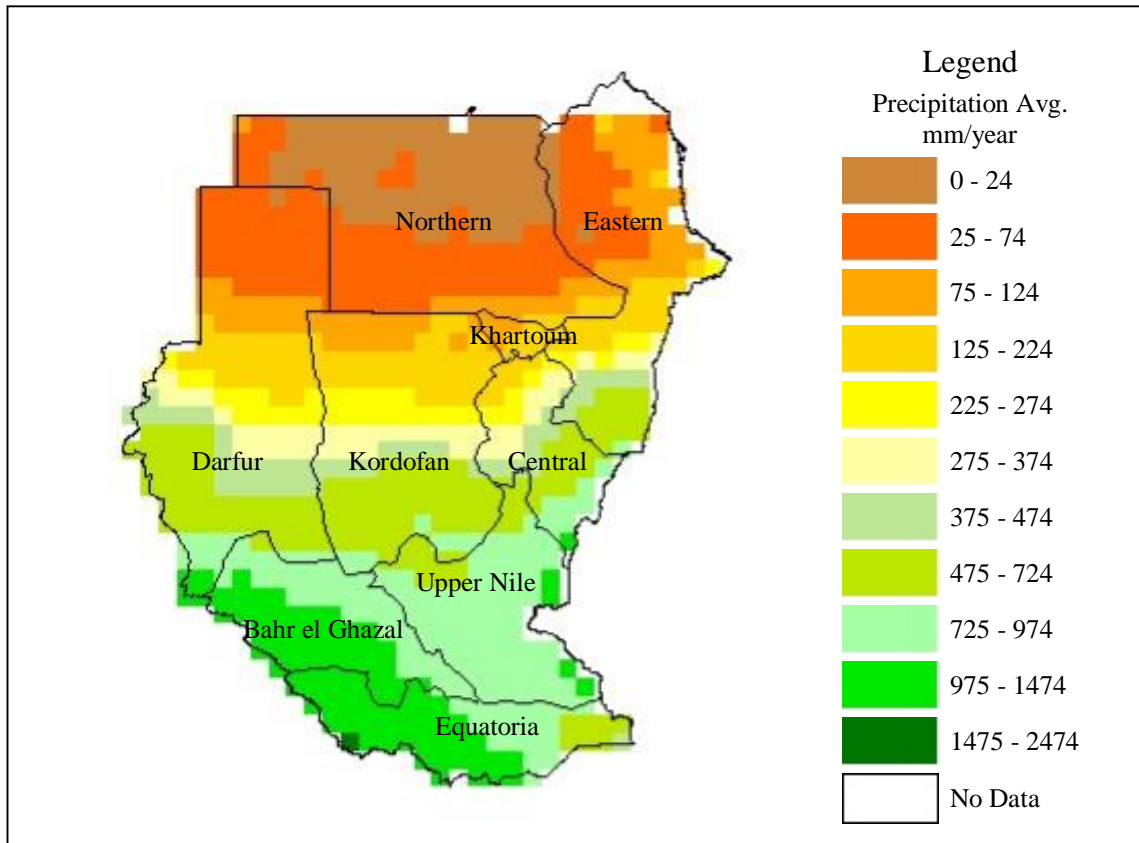 Legend
Precipitation Avg.
mm/year
0 - 24
25 - 74
75 - 124
125 - 224
225 - 274
275 - 374
375 - 474
475 - 724
725 - 974
975 - 1474
1475 - 2474
No Data
Northern
Eastern
Khartoum
Darfur
Kordofan
Central
Upper Nile
Bahr el Ghazal
Equatoria